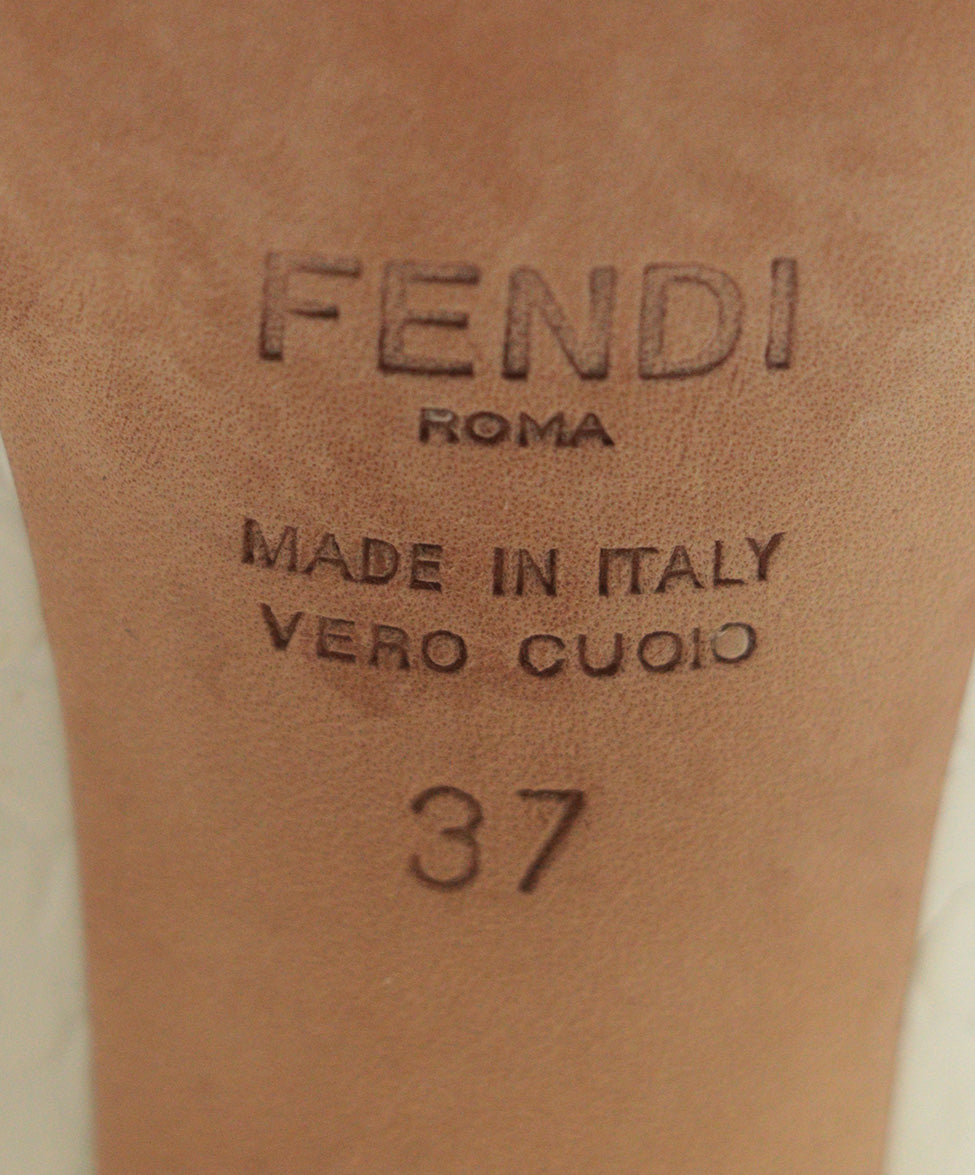 FENDI
ROMA
MADE IN ITALY
VERO CUOIO
37